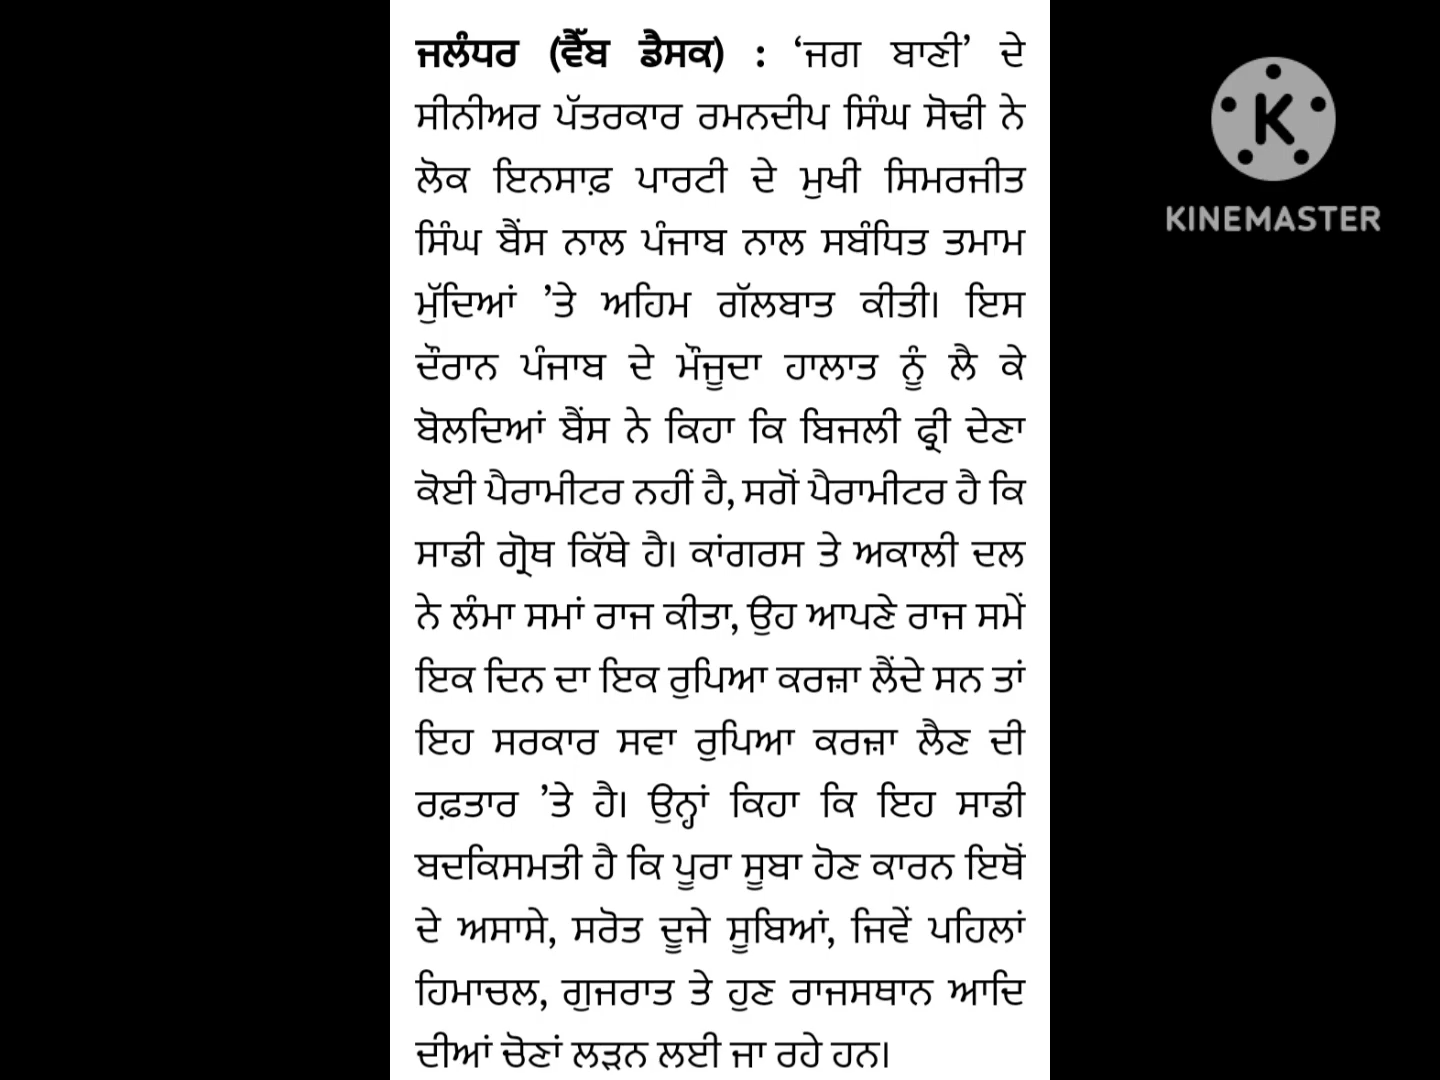 ਜਲੰਧਰ (ਵੈੱਬ ਡੈਸਕ) : ‘ਜਗ ਬਾਣੀ’ ਦੇ
ਸੀਨੀਅਰ ਪੱਤਰਕਾਰ ਰਮਨਦੀਪ ਸਿੰਘ ਸੋਢੀ ਨੇ
ਲੋਕ ਇਨਸਾਫ਼ ਪਾਰਟੀ ਦੇ ਮੁਖੀ ਸਿਮਰਜੀਤ
ਸਿੰਘ ਬੈਂਸ ਨਾਲ ਪੰਜਾਬ ਨਾਲ ਸਬੰਧਿਤ ਤਮਾਮ
ਮੁੱਦਿਆਂ ’ਤੇ ਅਹਿਮ ਗੱਲਬਾਤ ਕੀਤੀ। ਇਸ
ਦੌਰਾਨ ਪੰਜਾਬ ਦੇ ਮੌਜੂਦਾ ਹਾਲਾਤ ਨੂੰ ਲੈ ਕੇ
ਬੋਲਦਿਆਂ ਬੈਂਸ ਨੇ ਕਿਹਾ ਕਿ ਬਿਜਲੀ ਫ੍ਰੀ ਦੇਣਾ
ਕੋਈ ਪੈਰਾਮੀਟਰ ਨਹੀਂ ਹੈ, ਸਗੋਂ ਪੈਰਾਮੀਟਰ ਹੈ ਕਿ
ਸਾਡੀ ਗ੍ਰੋਥ ਕਿੱਥੇ ਹੈ। ਕਾਂਗਰਸ ਤੇ ਅਕਾਲੀ ਦਲ
ਨੇ ਲੰਮਾ ਸਮਾਂ ਰਾਜ ਕੀਤਾ, ਉਹ ਆਪਣੇ ਰਾਜ ਸਮੇਂ
ਇਕ ਦਿਨ ਦਾ ਇਕ ਰੁਪਿਆ ਕਰਜ਼ਾ ਲੈਂਦੇ ਸਨ ਤਾਂ
ਇਹ ਸਰਕਾਰ ਸਵਾ ਰੁਪਿਆ ਕਰਜ਼ਾ ਲੈਣ ਦੀ
ਰਫ਼ਤਾਰ ’ਤੇ ਹੈ। ਉਨ੍ਹਾਂ ਕਿਹਾ ਕਿ ਇਹ ਸਾਡੀ
ਬਦਕਿਸਮਤੀ ਹੈ ਕਿ ਪੂਰਾ ਸੂਬਾ ਹੋਣ ਕਾਰਨ ਇਥੋਂ
ਦੇ ਅਸਾਸੇ, ਸਰੋਤ ਦੂਜੇ ਸੂਬਿਆਂ, ਜਿਵੇਂ ਪਹਿਲਾਂ
ਹਿਮਾਚਲ, ਗੁਜਰਾਤ ਤੇ ਹੁਣ ਰਾਜਸਥਾਨ ਆਦਿ
ਦੀਆਂ ਚੋਣਾਂ ਲੜਨ ਲਈ ਜਾ ਰਹੇ ਹਨ।
K
KINEMASTER